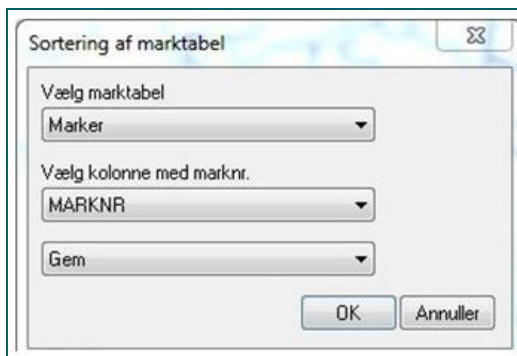 Sortering af marktabel
Vælg marktabel
Marker
Vælg kolonne med marknr.
MARKNR
Gem
OK Annuller